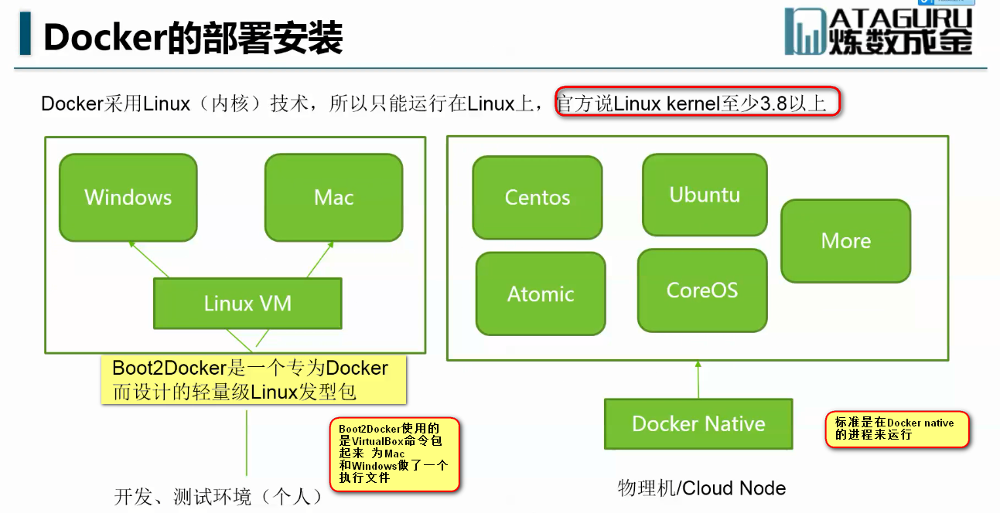 Docker的部署安装
ATAGURU
炼数成金
Docker采用Linux（内核）技术，所以只能运行在Linux上，官方说Linux kernel至少3.8以上
Windows
Mac
Linux VM
Boot2Docker是一个专为Docker
而设计的轻量级Linux发型包
Boot2Docker使用的
是VirtualBox命令包
起来 为Mac
和Windows做了一个
执行文件
开发、测试环境（个人）
Centos
Ubuntu
More
Atomic
CoreOS
Docker Native
标准是在Docker native
的进程来运行
物理机/Cloud Node